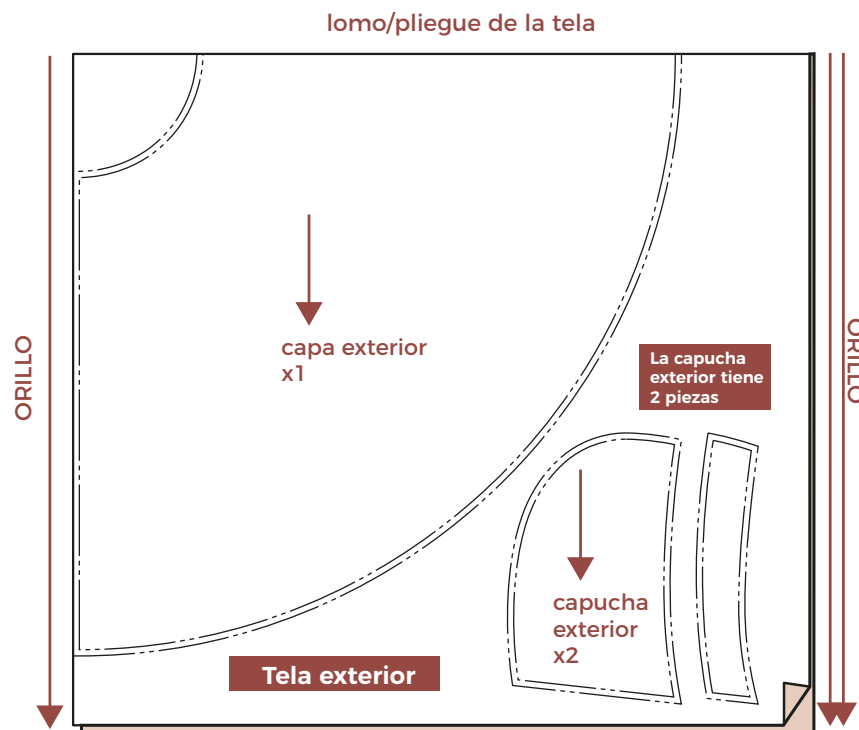 lomo/pliegue de la tela
ORILLO
capa exterior
x1
La capucha
exterior tiene
2 piezas
ORILLO
capucha
exterior
x2
Tela exterior